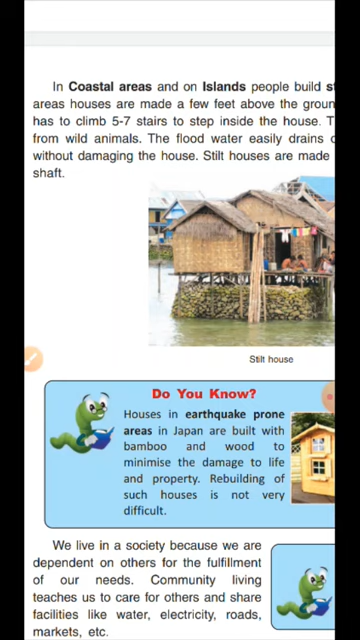 In Coastal areas and on Islands people build
areas houses are made a few feet above the
has to climb 5-7 stairs to step inside the house.
from wild animals. The flood water easily drains
without damaging the house. Stilt houses are made
shaft.
Stilt house
Do You Know?
Houses in earthquake prone
areas in Japan are built with
bamboo and wood to
minimise the damage to life
and property. Rebuilding of
such houses is not very
difficult.
We live in a society because we are
dependent on others for the fulfillment
of our needs. Community living
teaches us to care for others and share
facilities like water, electricity, roads,
markets, etc.